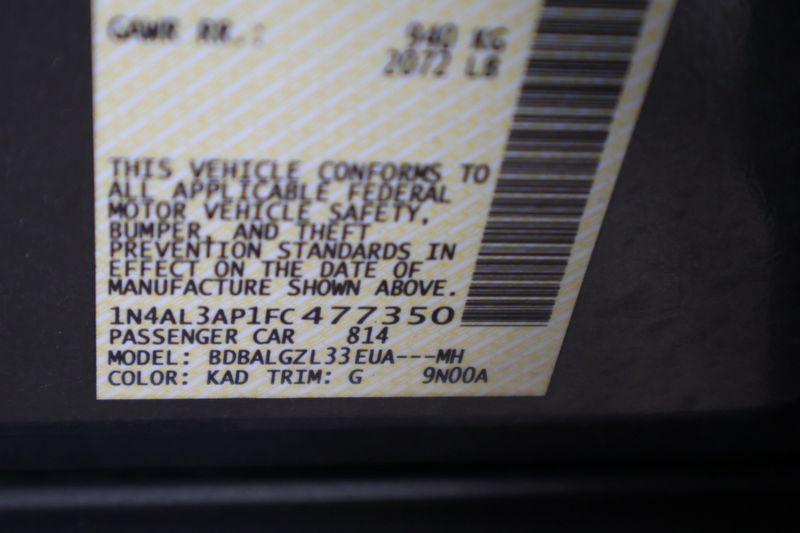 GAWR RR.: 940 KG
2072 LB
THIS VEHICLE CONFORMS TO
ALL APPLICABLE FEDERAL
MOTOR VEHICLE SAFETY,
BUMPER, AND THEFT
PREVENTION STANDARDS IN
EFFECT ON THE DATE OF
MANUFACTURE SHOWN ABOVE.
1N4AL3AP1FC477350
PASSENGER CAR 814
MODEL: BDBALGZL33EUA---MH
COLOR: KAD TRIM: G 9N00A